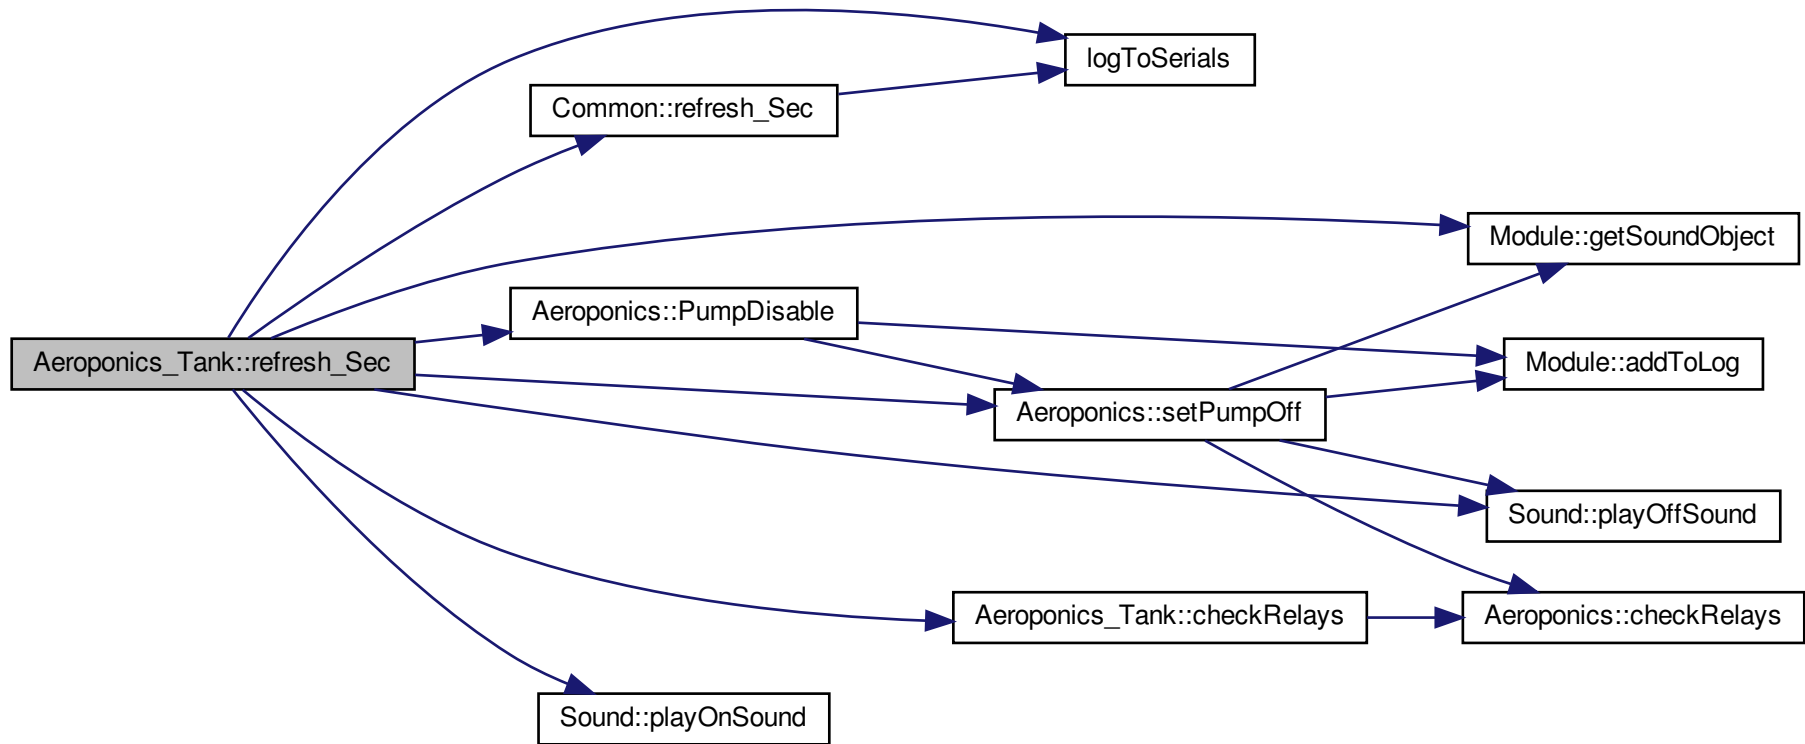 logToSerials
Common::refresh_Sec
Module::getSoundObject
Aeroponics::PumpDisable
Aeroponics_Tank::refresh_Sec
Module::addToLog
Aeroponics::setPumpOff
Sound::playOffSound
Aeroponics_Tank::checkRelays
Aeroponics::checkRelays
Sound::playOnSound